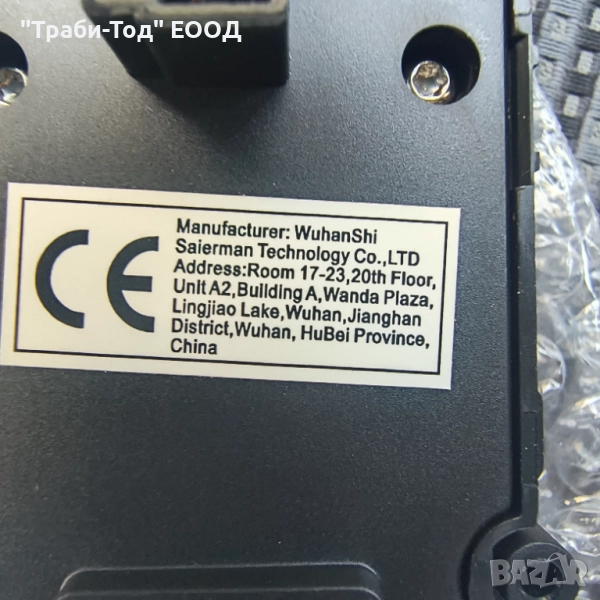 "Траби-Тод" ЕООД
CE
Manufacturer: WuhanShi
Saierman Technology Co.,LTD
Address:Room 17-23,20th Floor,
Unit A2,Building A,Wanda Plaza,
Lingjiao Lake,Wuhan,Jianghan
District,Wuhan, HuBei Province,
China
BAZAR